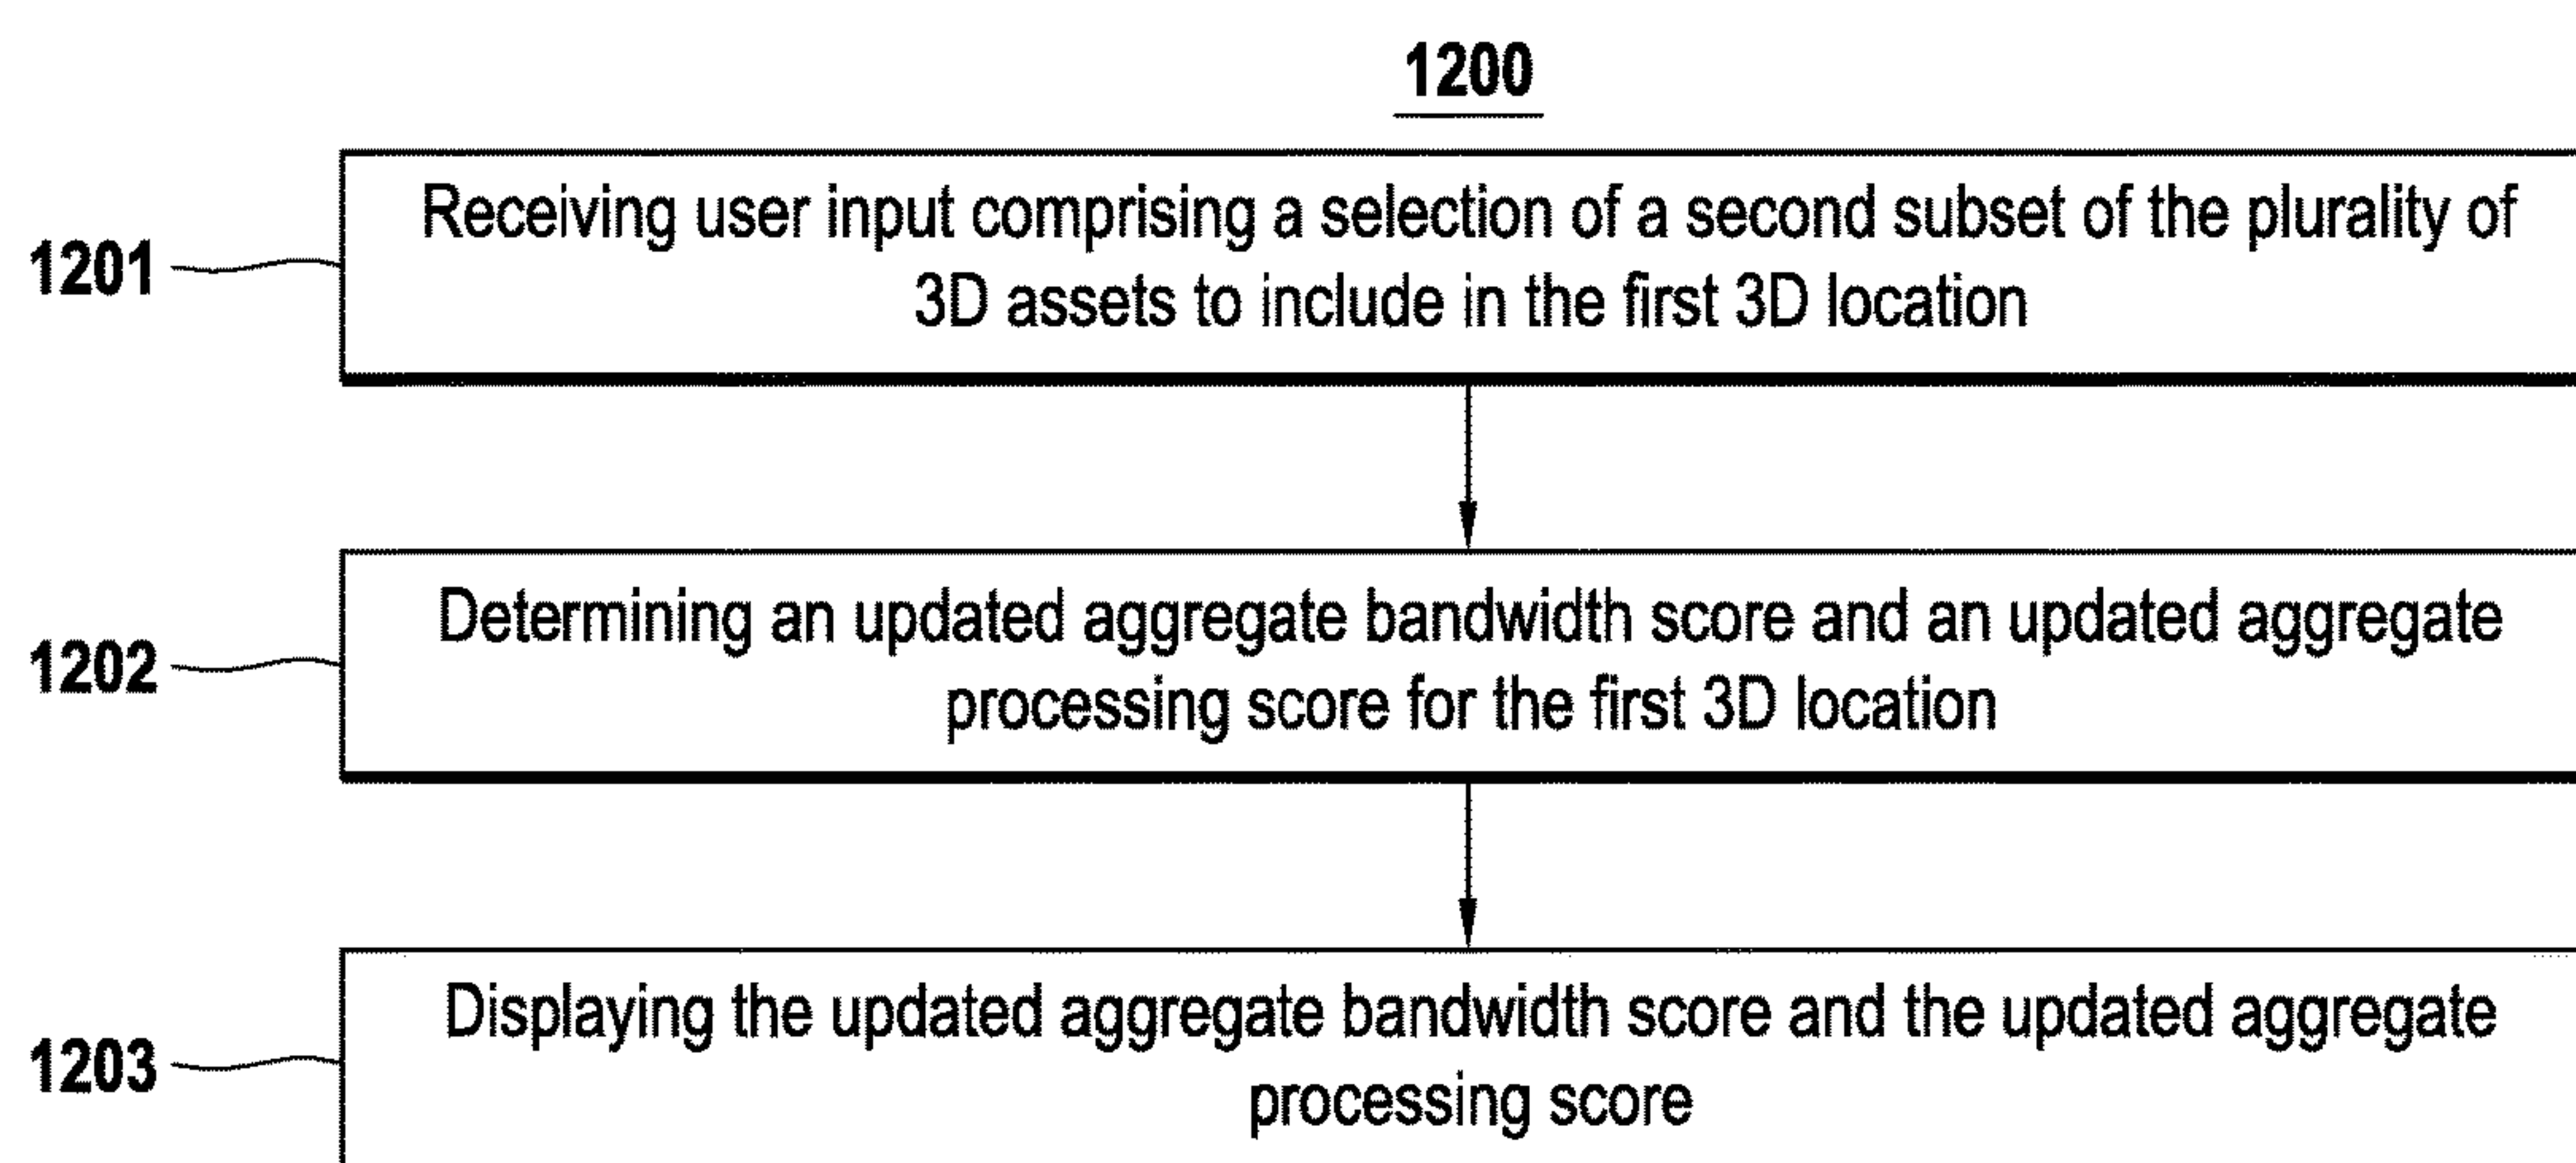 1200
1201
Receiving user input comprising a selection of a second subset of the plurality of
3D assets to include in the first 3D location
1202
Determining an updated aggregate bandwidth score and an updated aggregate
processing score for the first 3D location
1203
Displaying the updated aggregate bandwidth score and the updated aggregate
processing score